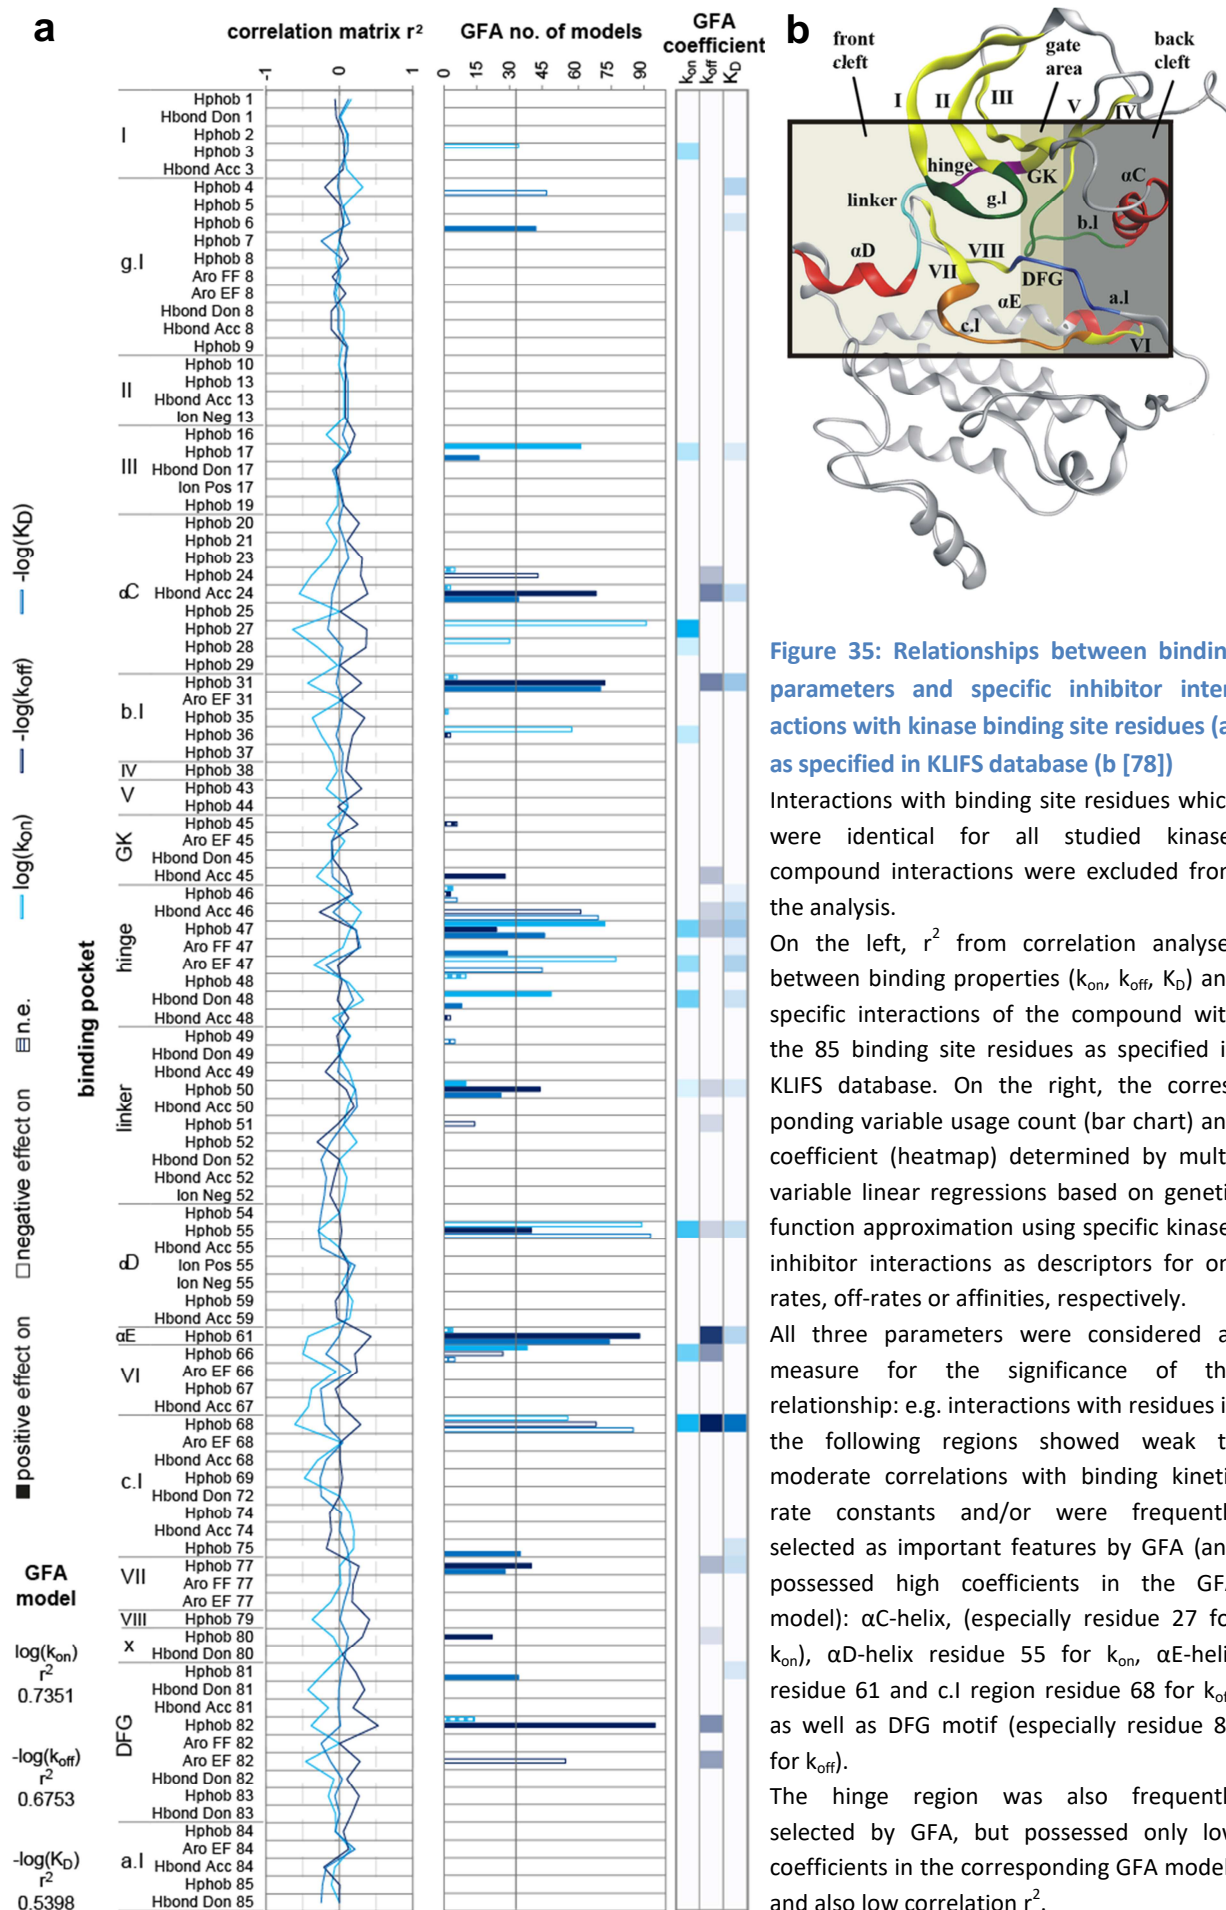 a
correlation matrix r²
GFA no. of models
GFA
coefficient
-1
0
1
0
15
30
45
60
75
90
kon
koff
KD
I
Hphob 1
Hbond Don 1
Hphob 2
Hphob 3
Hbond Acc 3
g.l
Hphob 4
Hphob 5
Hphob 6
Hphob 7
Hphob 8
Aro FF 8
Aro EF 8
Hbond Don 8
Hbond Acc 8
Hphob 9
II
Hphob 10
Hphob 13
Hbond Acc 13
Ion Neg 13
III
Hphob 16
Hphob 17
Hbond Don 17
Ion Pos 17
Hphob 19
αC
Hphob 20
Hphob 21
Hphob 23
Hphob 24
Hbond Acc 24
Hphob 25
Hphob 27
Hphob 28
Hphob 29
b.l
Hphob 31
Aro EF 31
Hphob 35
Hphob 36
Hphob 37
IV
Hphob 38
V
Hphob 43
Hphob 44
GK
Hphob 45
Aro EF 45
Hbond Don 45
Hbond Acc 45
hinge
Hphob 46
Hbond Acc 46
Hphob 47
Aro FF 47
Aro EF 47
Hphob 48
Hbond Don 48
Hbond Acc 48
linker
Hphob 49
Hbond Don 49
Hbond Acc 49
Hphob 50
Hbond Acc 50
Hphob 51
Hphob 52
Hbond Don 52
Hbond Acc 52
Ion Neg 52
αD
Hphob 54
Hphob 55
Hbond Acc 55
Ion Pos 55
Ion Neg 55
Hphob 59
Hbond Acc 59
αE
Hphob 61
VI
Hphob 66
Aro EF 66
Hphob 67
Hbond Acc 67
c.l
Hphob 68
Aro EF 68
Hbond Acc 68
Hphob 69
Hbond Don 72
Hphob 74
Hbond Acc 74
Hphob 75
VII
Hphob 77
Aro FF 77
Aro EF 77
VIII
Hphob 79
x
Hphob 80
Hbond Don 80
DFG
Hphob 81
Hbond Don 81
Hbond Acc 81
Hphob 82
Aro FF 82
Aro EF 82
Hbond Don 82
Hphob 83
Hbond Don 83
a.l
Hphob 84
Aro EF 84
Hbond Acc 84
Hphob 85
Hbond Don 85
binding pocket
-log(KD)
-log(koff)
log(kon)
n.e.
negative effect on
positive effect on
GFA
model
log(kon)
r²
0.7351
-log(koff)
r²
0.6753
-log(KD)
r²
0.5398
b
front
cleft
gate
area
back
cleft
I
II
III
V
IV
hinge
GK
αC
linker
g.l
b.l
αD
VIII
VII
DFG
αE
a.l
c.l
VI
Figure 35: Relationships between bindin
parameters and specific inhibitor inter
actions with kinase binding site residues (a
as specified in KLIFS database (b [78])
Interactions with binding site residues whic
were identical for all studied kinase
compound interactions were excluded fron
the analysis.
On the left, r² from correlation analyse
between binding properties (kon, koff, KD) an
specific interactions of the compound wit
the 85 binding site residues as specified i
KLIFS database. On the right, the corres
ponding variable usage count (bar chart) an
coefficient (heatmap) determined by mult
variable linear regressions based on geneti
function approximation using specific kinase
inhibitor interactions as descriptors for on
rates, off-rates or affinities, respectively.
All three parameters were considered a
measure for the significance of th
relationship: e.g. interactions with residues i
the following regions showed weak t
moderate correlations with binding kineti
rate constants and/or were frequentl
selected as important features by GFA (an
possessed high coefficients in the GFA
model): αC-helix, (especially residue 27 fo
kon), αD-helix residue 55 for kon, αE-heli
residue 61 and c.l region residue 68 for kof
as well as DFG motif (especially residue 8
for koff).
The hinge region was also frequentl
selected by GFA, but possessed only low
coefficients in the corresponding GFA model
and also low correlation r².